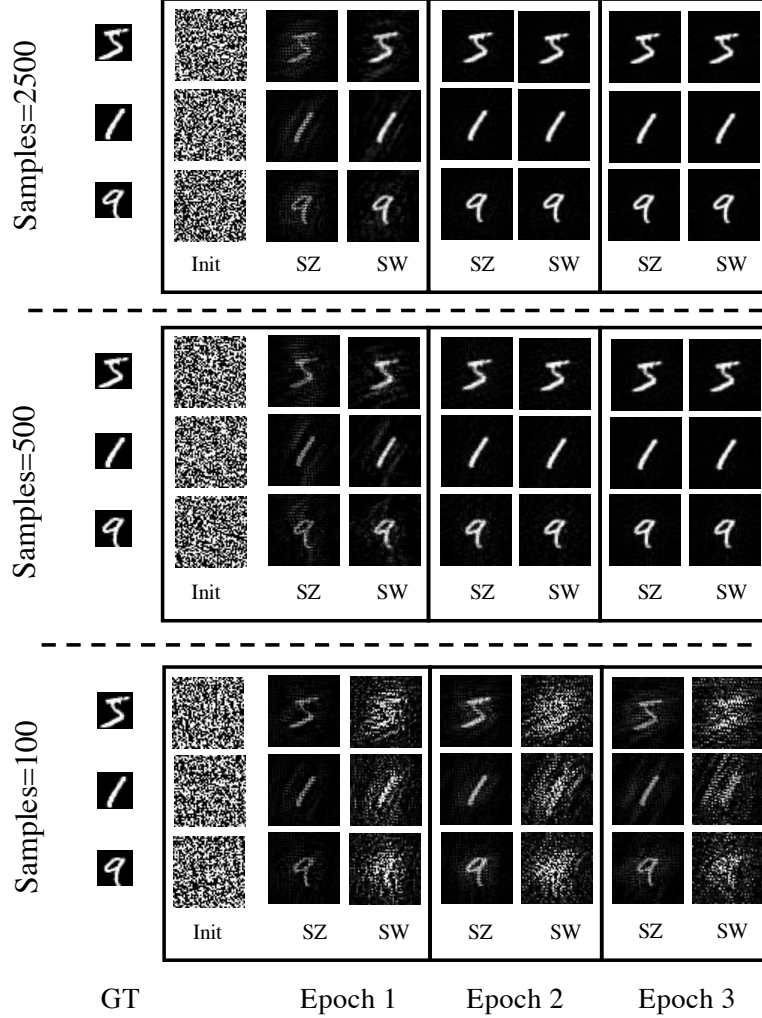 Samples=2500
Init SZ SW SZ SW SZ SW
Samples=500
Init SZ SW SZ SW SZ SW
Samples=100
Init SZ SW SZ SW SZ SW
GT Epoch 1 Epoch 2 Epoch 3